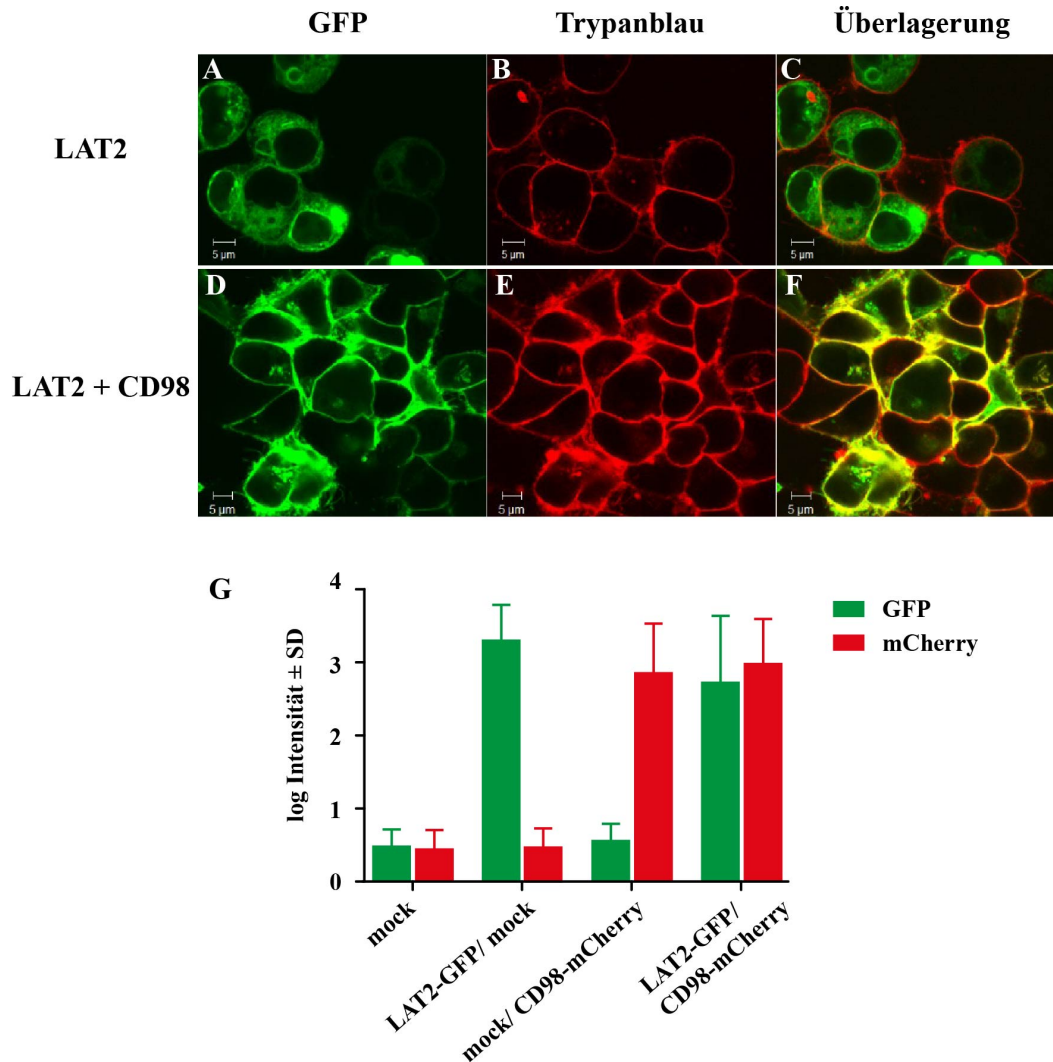 GFP
Trypanblau
Überlagerung
LAT2
A
B
C
5 µm
5 µm
5 µm
LAT2 + CD98
D
E
F
5 µm
5 µm
5 µm
G
log Intensität ± SD
4
3
2
1
0
GFP
mCherry
mock
LAT2-GFP/ mock
mock/ CD98-mCherry
LAT2-GFP/
CD98-mCherry